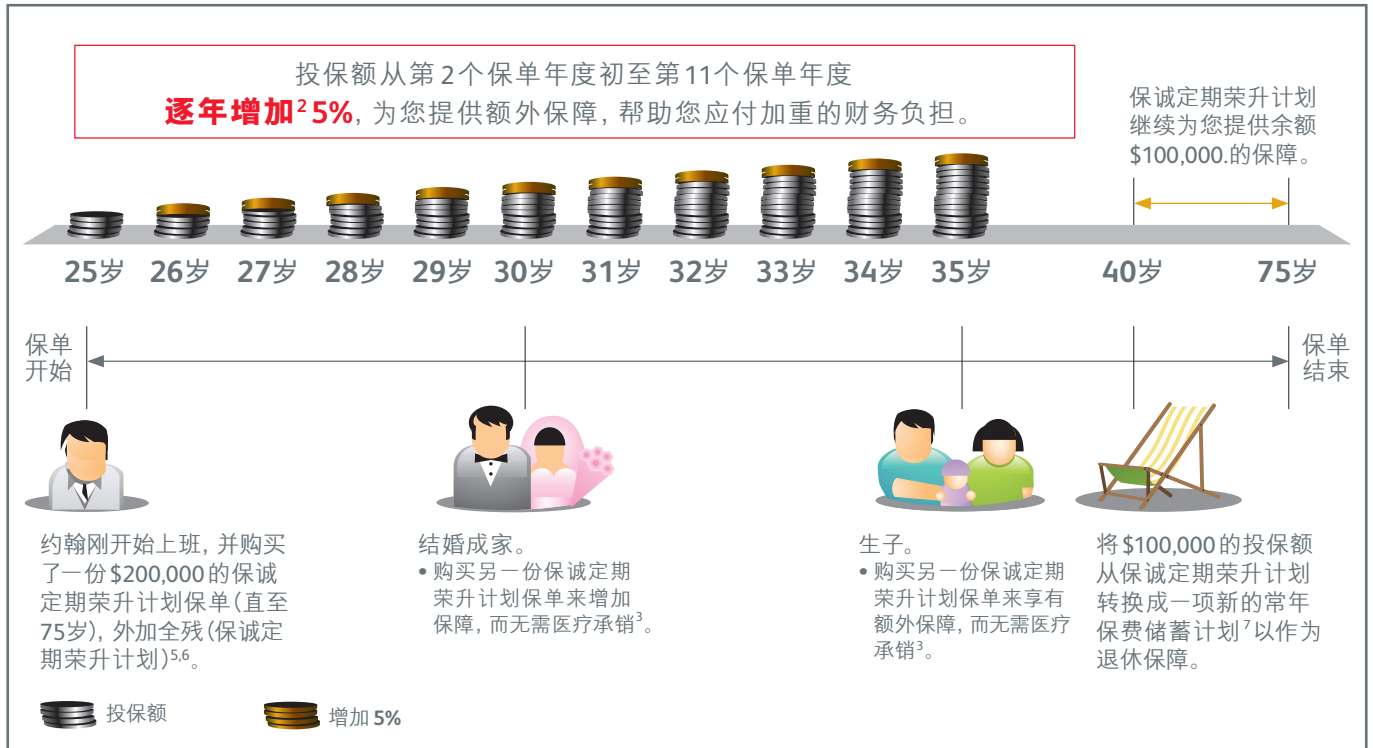 投保额从第2个保单年度初至第11个保单年度
逐年增加² 5%, 为您提供额外保障, 帮助您应付加重的财务负担。
保诚定期荣升计划
继续为您提供余额
$100,000.的保障。
25岁 26岁 27岁 28岁 29岁 30岁 31岁 32岁 33岁 34岁 35岁 40岁 75岁
保单
开始
保单
结束
约翰刚开始上班, 并购买
了一份$200,000的保诚
定期荣升计划保单(直至
75岁), 外加全残(保诚定
期荣升计划)⁵,⁶。
结婚成家。
• 购买另一份保诚定期
荣升计划保单来增加
保障, 而无需医疗承销³。
生子。
• 购买另一份保诚定期
荣升计划保单来享有
额外保障, 而无需医疗
承销³。
将$100,000的投保额
从保诚定期荣升计划
转换成一项新的常年
保费储蓄计划⁷以作为
退休保障。
投保额
增加5%